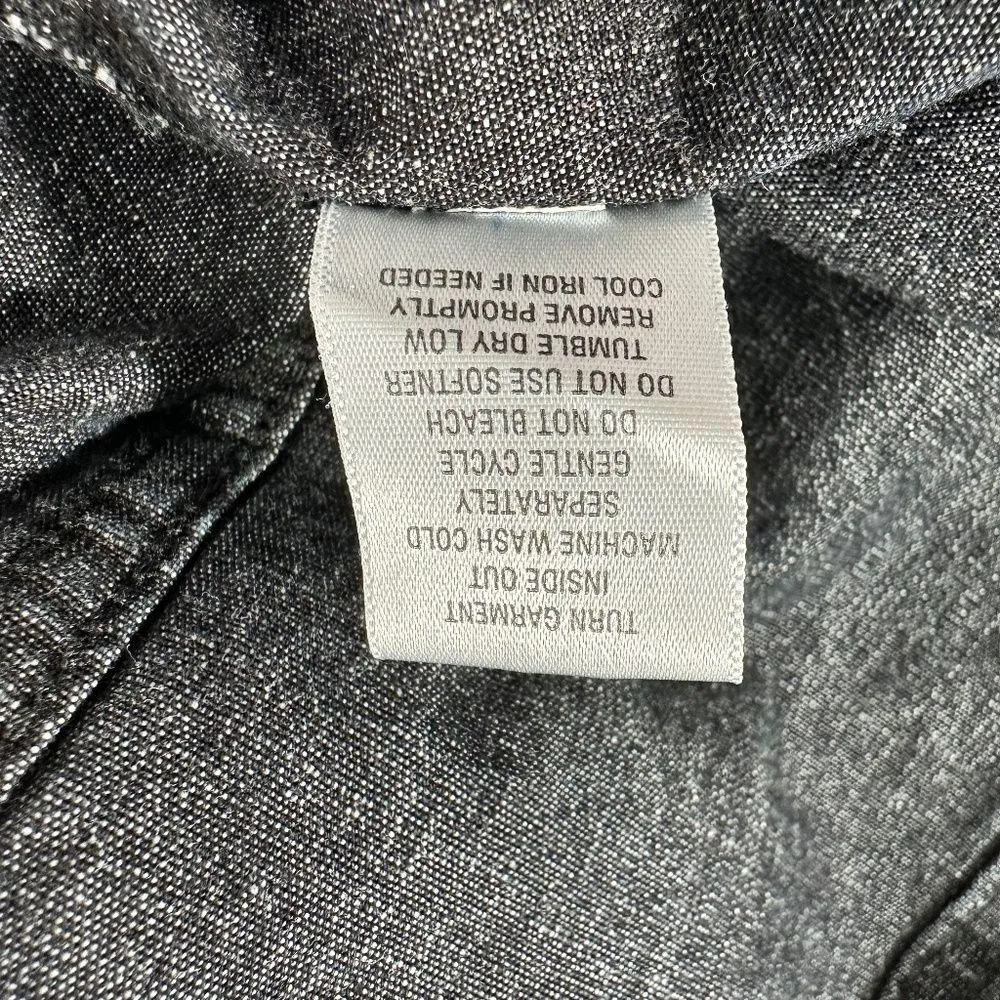 TURN GARMENT
INSIDE OUT
MACHINE WASH COLD
SEPARATELY
GENTLE CYCLE
DO NOT BLEACH
DO NOT USE SOFTNER
TUMBLE DRY LOW
REMOVE PROMPTLY
COOL IRON IF NEEDED